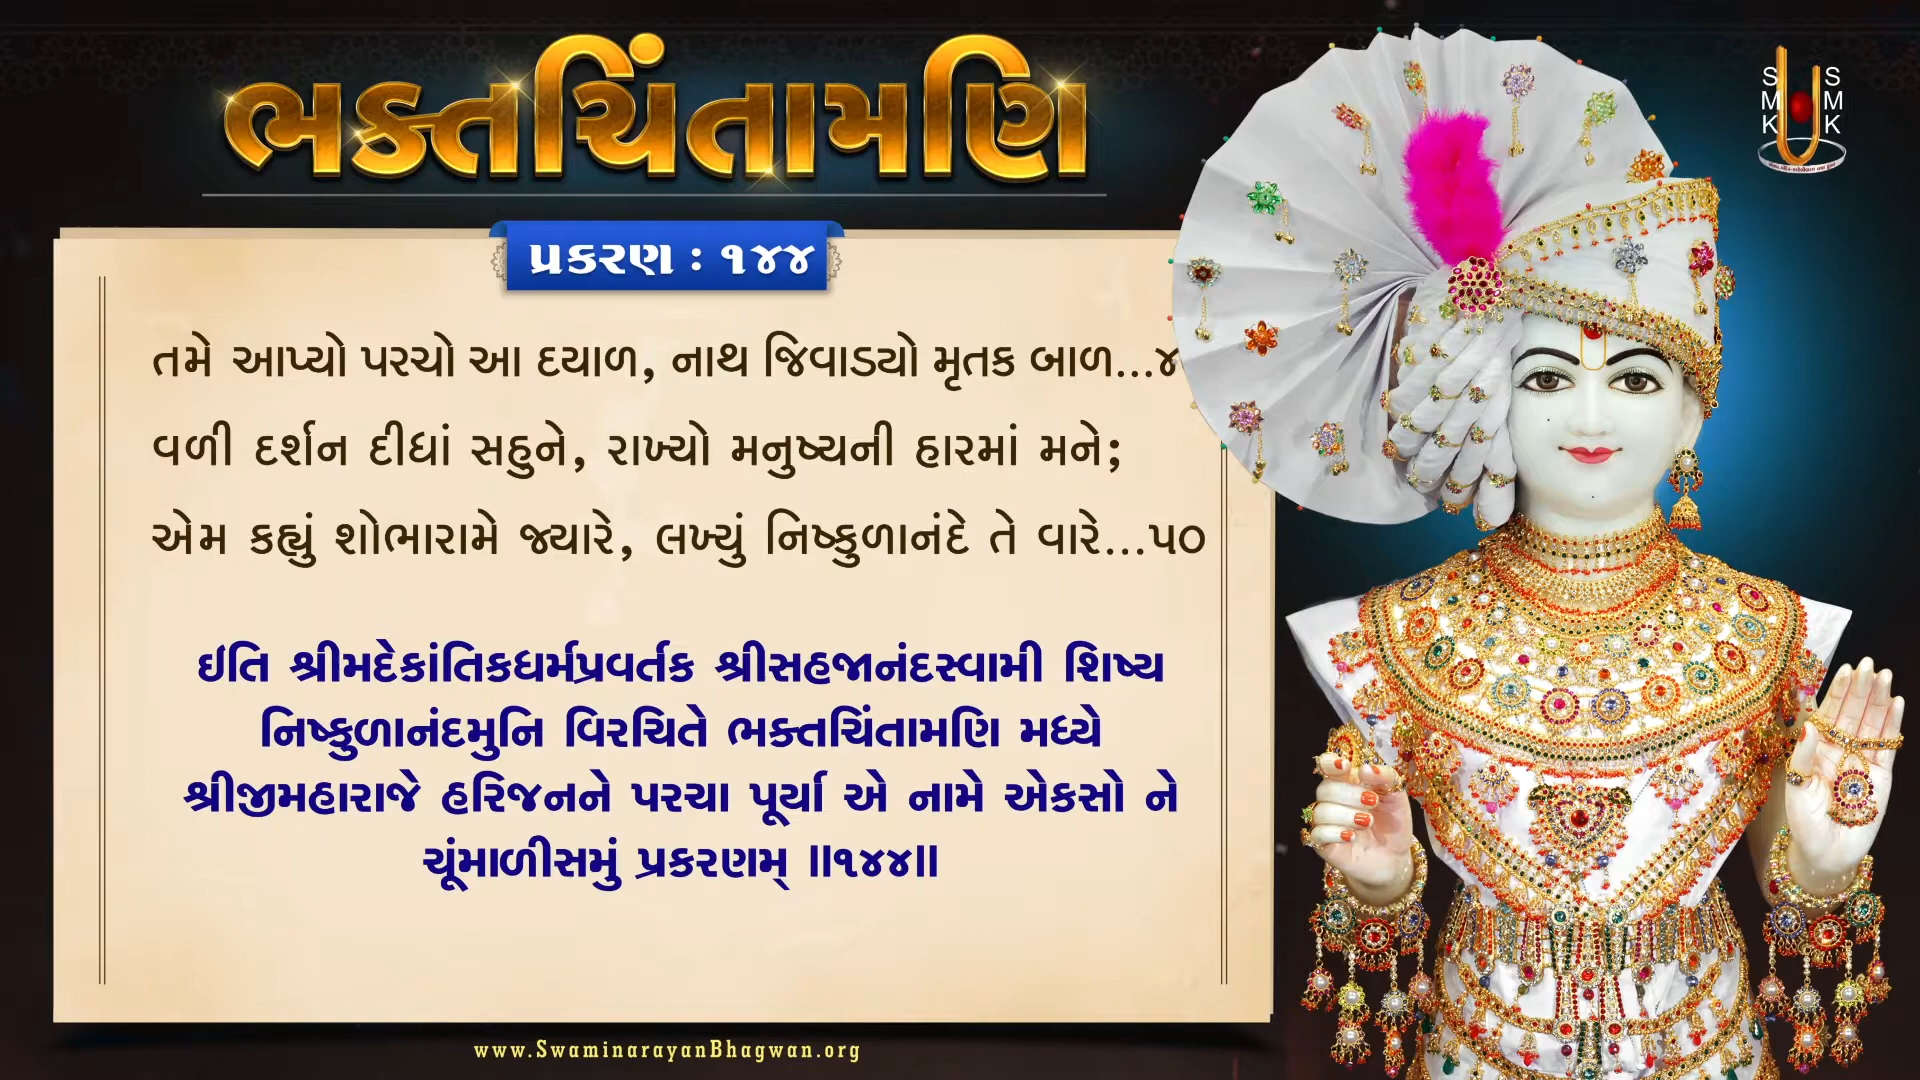 ભક્તચિંતામણિ
SMK SMK
પ્રકરણ : ૧૪૪
તમે આપ્યો પરચો આ દયાળ, નાથ જિવાડ્યો મૃતક બાળ...૪
વળી દર્શન દીધાં સહુને, રાખ્યો મનુષ્યની હારમાં મને;
એમ કહ્યું શોભારામે જ્યારે, લખ્યું નિષ્કુળાનંદે તે વારે...૫૦
ઇતિ શ્રીમદેકાંતિકધર્મપ્રવર્તક શ્રીસહજાનંદસ્વામી શિષ્ય
નિષ્કુળાનંદમુનિ વિરચિતે ભક્તચિંતામણિ મધ્યે
શ્રીજીમહારાજે હરિજનને પરચા પૂર્યા એ નામે એકસો ને
ચૂંમાળીસમું પ્રકરણમ્ ॥૧૪૪॥
www.SwaminarayanBhagwan.org